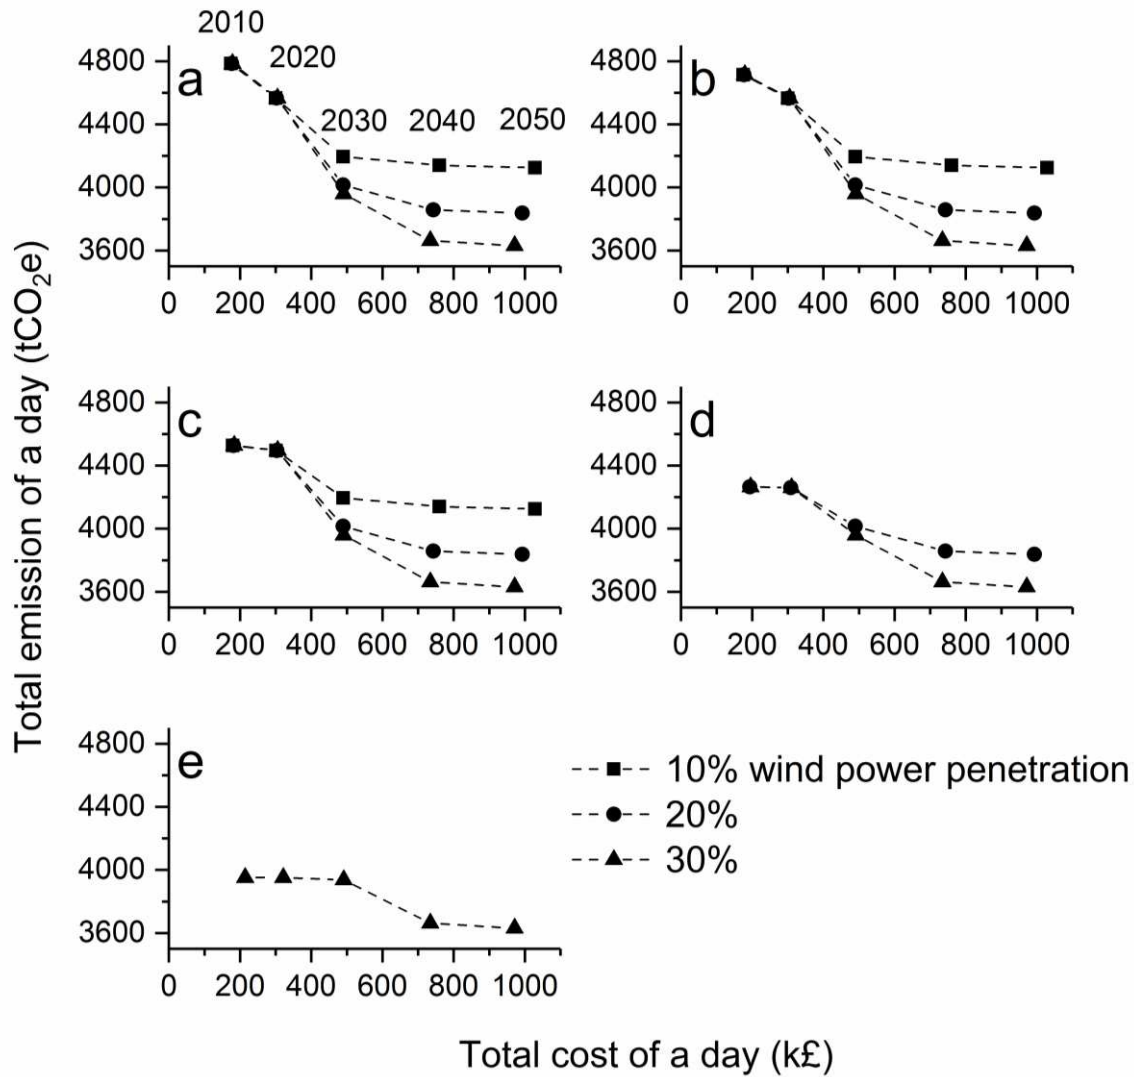 2010
2020
2030 2040 2050
a
4800
4400
4000
3600
0 200 400 600 800 1000
b
4800
4400
4000
3600
0 200 400 600 800 1000
c
4800
4400
4000
3600
0 200 400 600 800 1000
d
4800
4400
4000
3600
0 200 400 600 800 1000
e
4800
4400
4000
3600
0 200 400 600 800 1000
10% wind power penetration
20%
30%
Total emission of a day (tCO₂e)
Total cost of a day (k£)